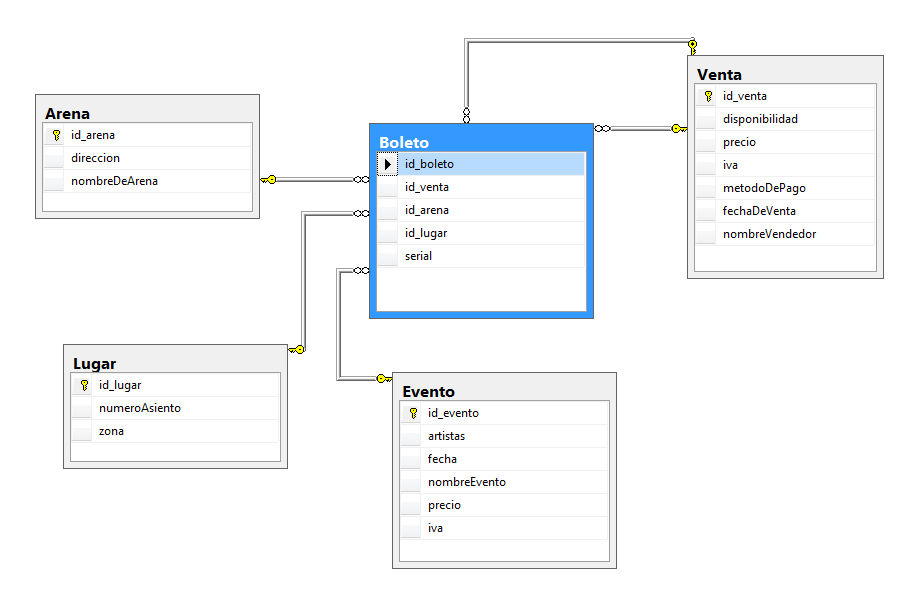 Arena
id_arena
direccion
nombreDeArena
Boleto
id_boleto
id_venta
id_arena
id_lugar
serial
Venta
id_venta
disponibilidad
precio
iva
metodoDePago
fechaDeVenta
nombreVendedor
Lugar
id_lugar
numeroAsiento
zona
Evento
id_evento
artistas
fecha
nombreEvento
precio
iva